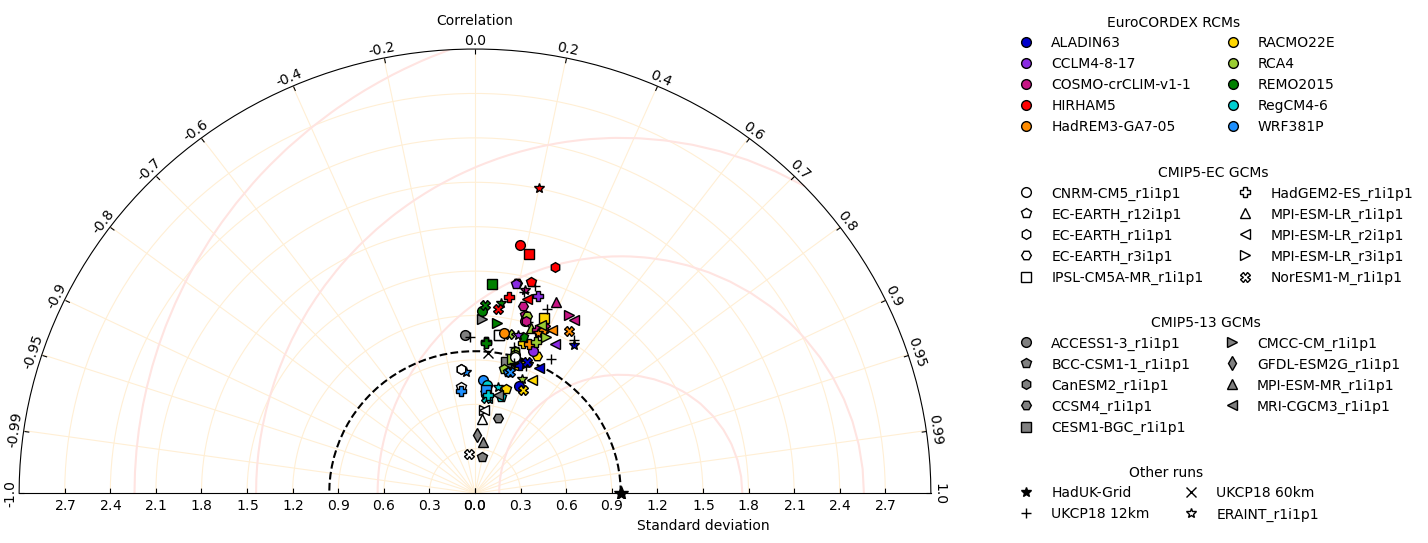 Correlation
-1.0
-0.99
-0.95
-0.9
-0.8
-0.7
-0.6
-0.4
-0.2
0.0
0.2
0.4
0.6
0.7
0.8
0.9
0.95
0.99
1.0
2.7 2.4 2.1 1.8 1.5 1.2 0.9 0.6 0.3 0.0 0.3 0.6 0.9 1.2 1.5 1.8 2.1 2.4 2.7
Standard deviation
EuroCORDEX RCMs
ALADIN63 RACMO22E
CCLM4-8-17 RCA4
COSMO-crCLIM-v1-1 REMO2015
HIRHAM5 RegCM4-6
HadREM3-GA7-05 WRF381P
CMIP5-EC GCMs
CNRM-CM5_r1i1p1 HadGEM2-ES_r1i1p1
EC-EARTH_r12i1p1 MPI-ESM-LR_r1i1p1
EC-EARTH_r1i1p1 MPI-ESM-LR_r2i1p1
EC-EARTH_r3i1p1 MPI-ESM-LR_r3i1p1
IPSL-CM5A-MR_r1i1p1 NorESM1-M_r1i1p1
CMIP5-13 GCMs
ACCESS1-3_r1i1p1 CMCC-CM_r1i1p1
BCC-CSM1-1_r1i1p1 GFDL-ESM2G_r1i1p1
CanESM2_r1i1p1 MPI-ESM-MR_r1i1p1
CCSM4_r1i1p1 MRI-CGCM3_r1i1p1
CESM1-BGC_r1i1p1
Other runs
HadUK-Grid UKCP18 60km
UKCP18 12km ERAINT_r1i1p1